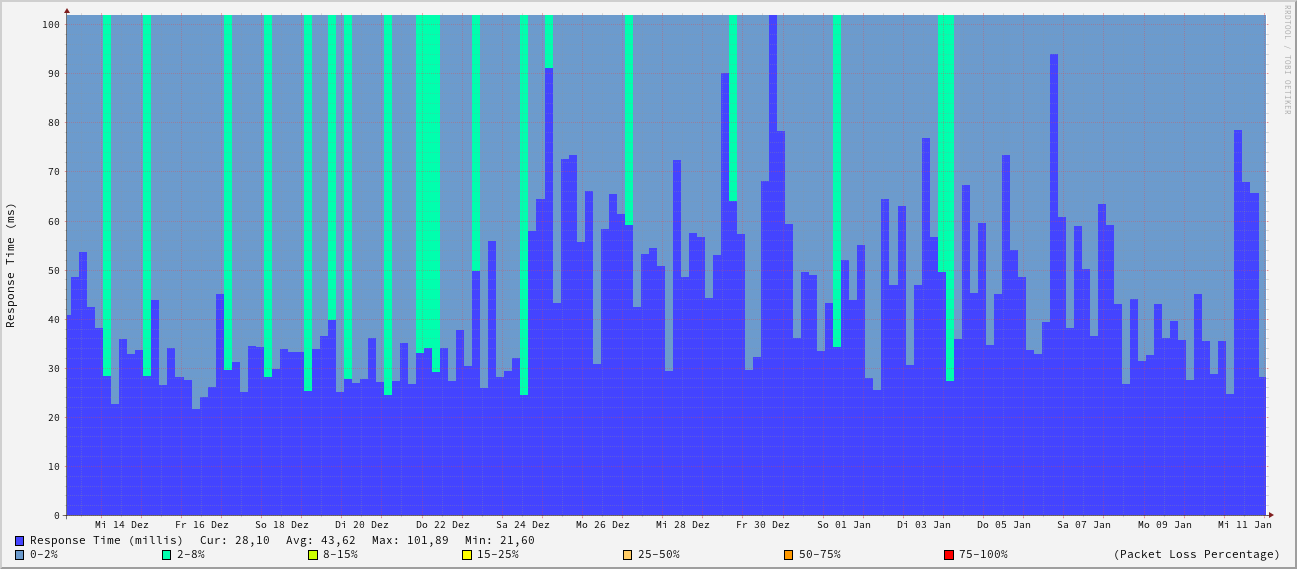 RRDTOOL / TOBI OETIKER
Response Time (ms)
100
90
80
70
60
50
40
30
20
10
0
Mi 14 Dez Fr 16 Dez So 18 Dez Di 20 Dez Do 22 Dez Sa 24 Dez Mo 26 Dez Mi 28 Dez Fr 30 Dez So 01 Jan Di 03 Jan Do 05 Jan Sa 07 Jan Mo 09 Jan Mi 11 Jan
Response Time (millis) Cur: 28,10 Avg: 43,62 Max: 101,89 Min: 21,60
0-2% 2-8% 8-15% 15-25% 25-50% 50-75% 75-100% (Packet Loss Percentage)